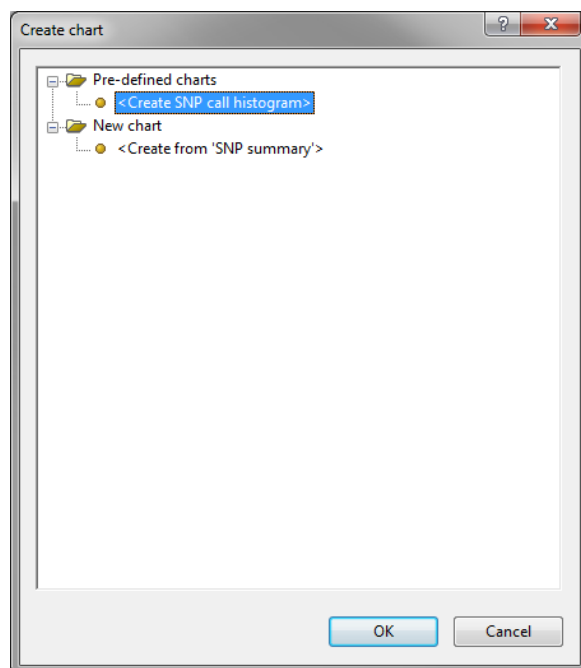 Create chart
?
Pre-defined charts
<Create SNP call histogram>
New chart
<Create from 'SNP summary'>
OK
Cancel